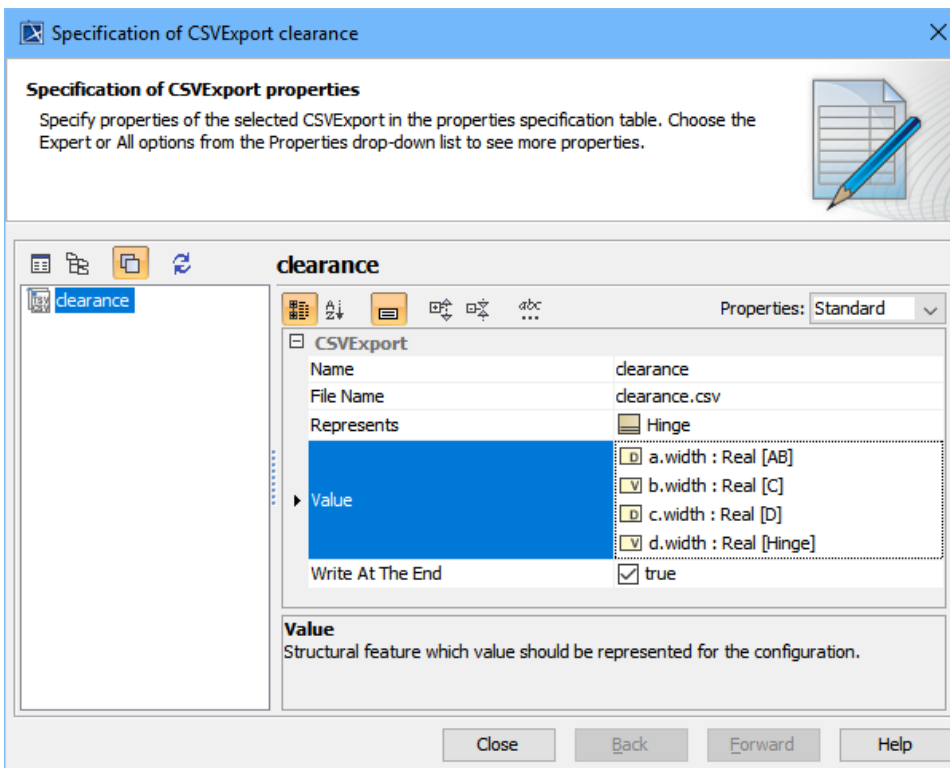 Specification of CSVExport clearance
Specification of CSVExport properties
Specify properties of the selected CSVExport in the properties specification table. Choose the
Expert or All options from the Properties drop-down list to see more properties.
clearance
clearance
Properties: Standard
CSVExport
Name clearance
File Name clearance.csv
Represents Hinge
Value
D a.width : Real [AB]
V b.width : Real [C]
D c.width : Real [D]
V d.width : Real [Hinge]
Write At The End true
Value
Structural feature which value should be represented for the configuration.
Close Back Forward Help